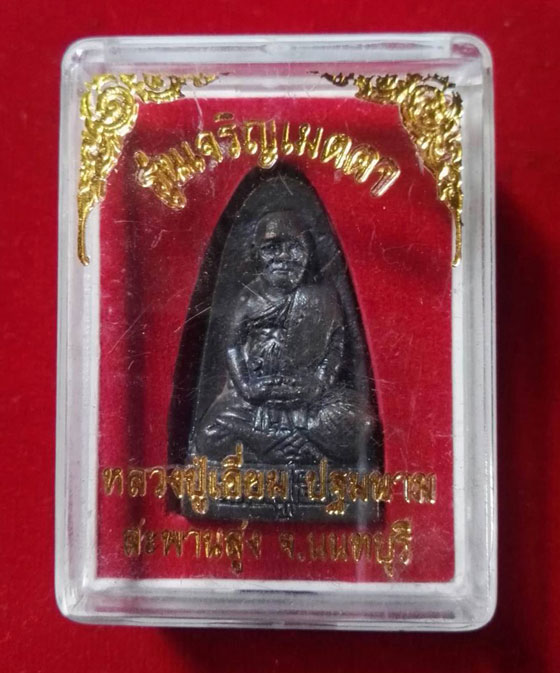 รุ่นเจริญเมตตา
หลวงปู่เอี่ยม ปฐมนาม
สะพานสูง จ.นนทบุรี